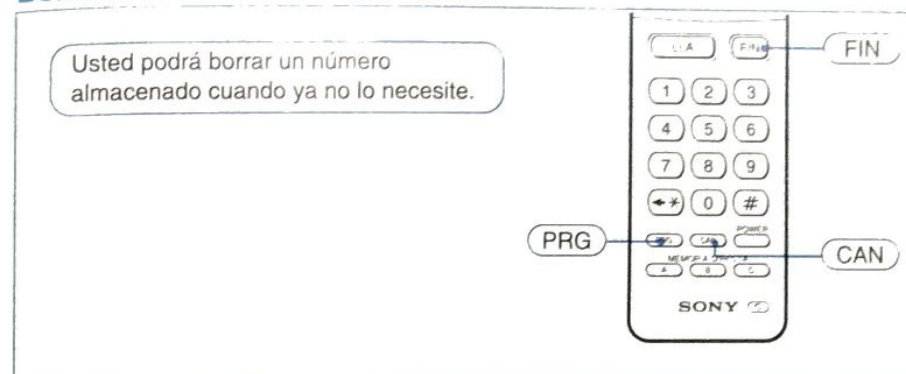 Usted podrá borrar un número
almacenado cuando ya no lo necesite.
FIN
FIN
1 2 3
4 5 6
7 8 9
* 0 #
PRG
CAN
POWER
A B C
SONY